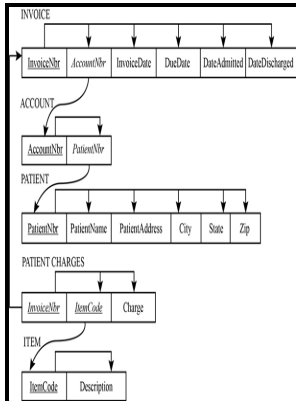 INVOICE
InvoiceNbr AccountNbr InvoiceDate DueDate DateAdmitted DateDischarged
ACCOUNT
AccountNbr PatientNbr
PATIENT
PatientNbr PatientName PatientAddress City State Zip
PATIENT CHARGES
InvoiceNbr ItemCode Charge
ITEM
ItemCode Description